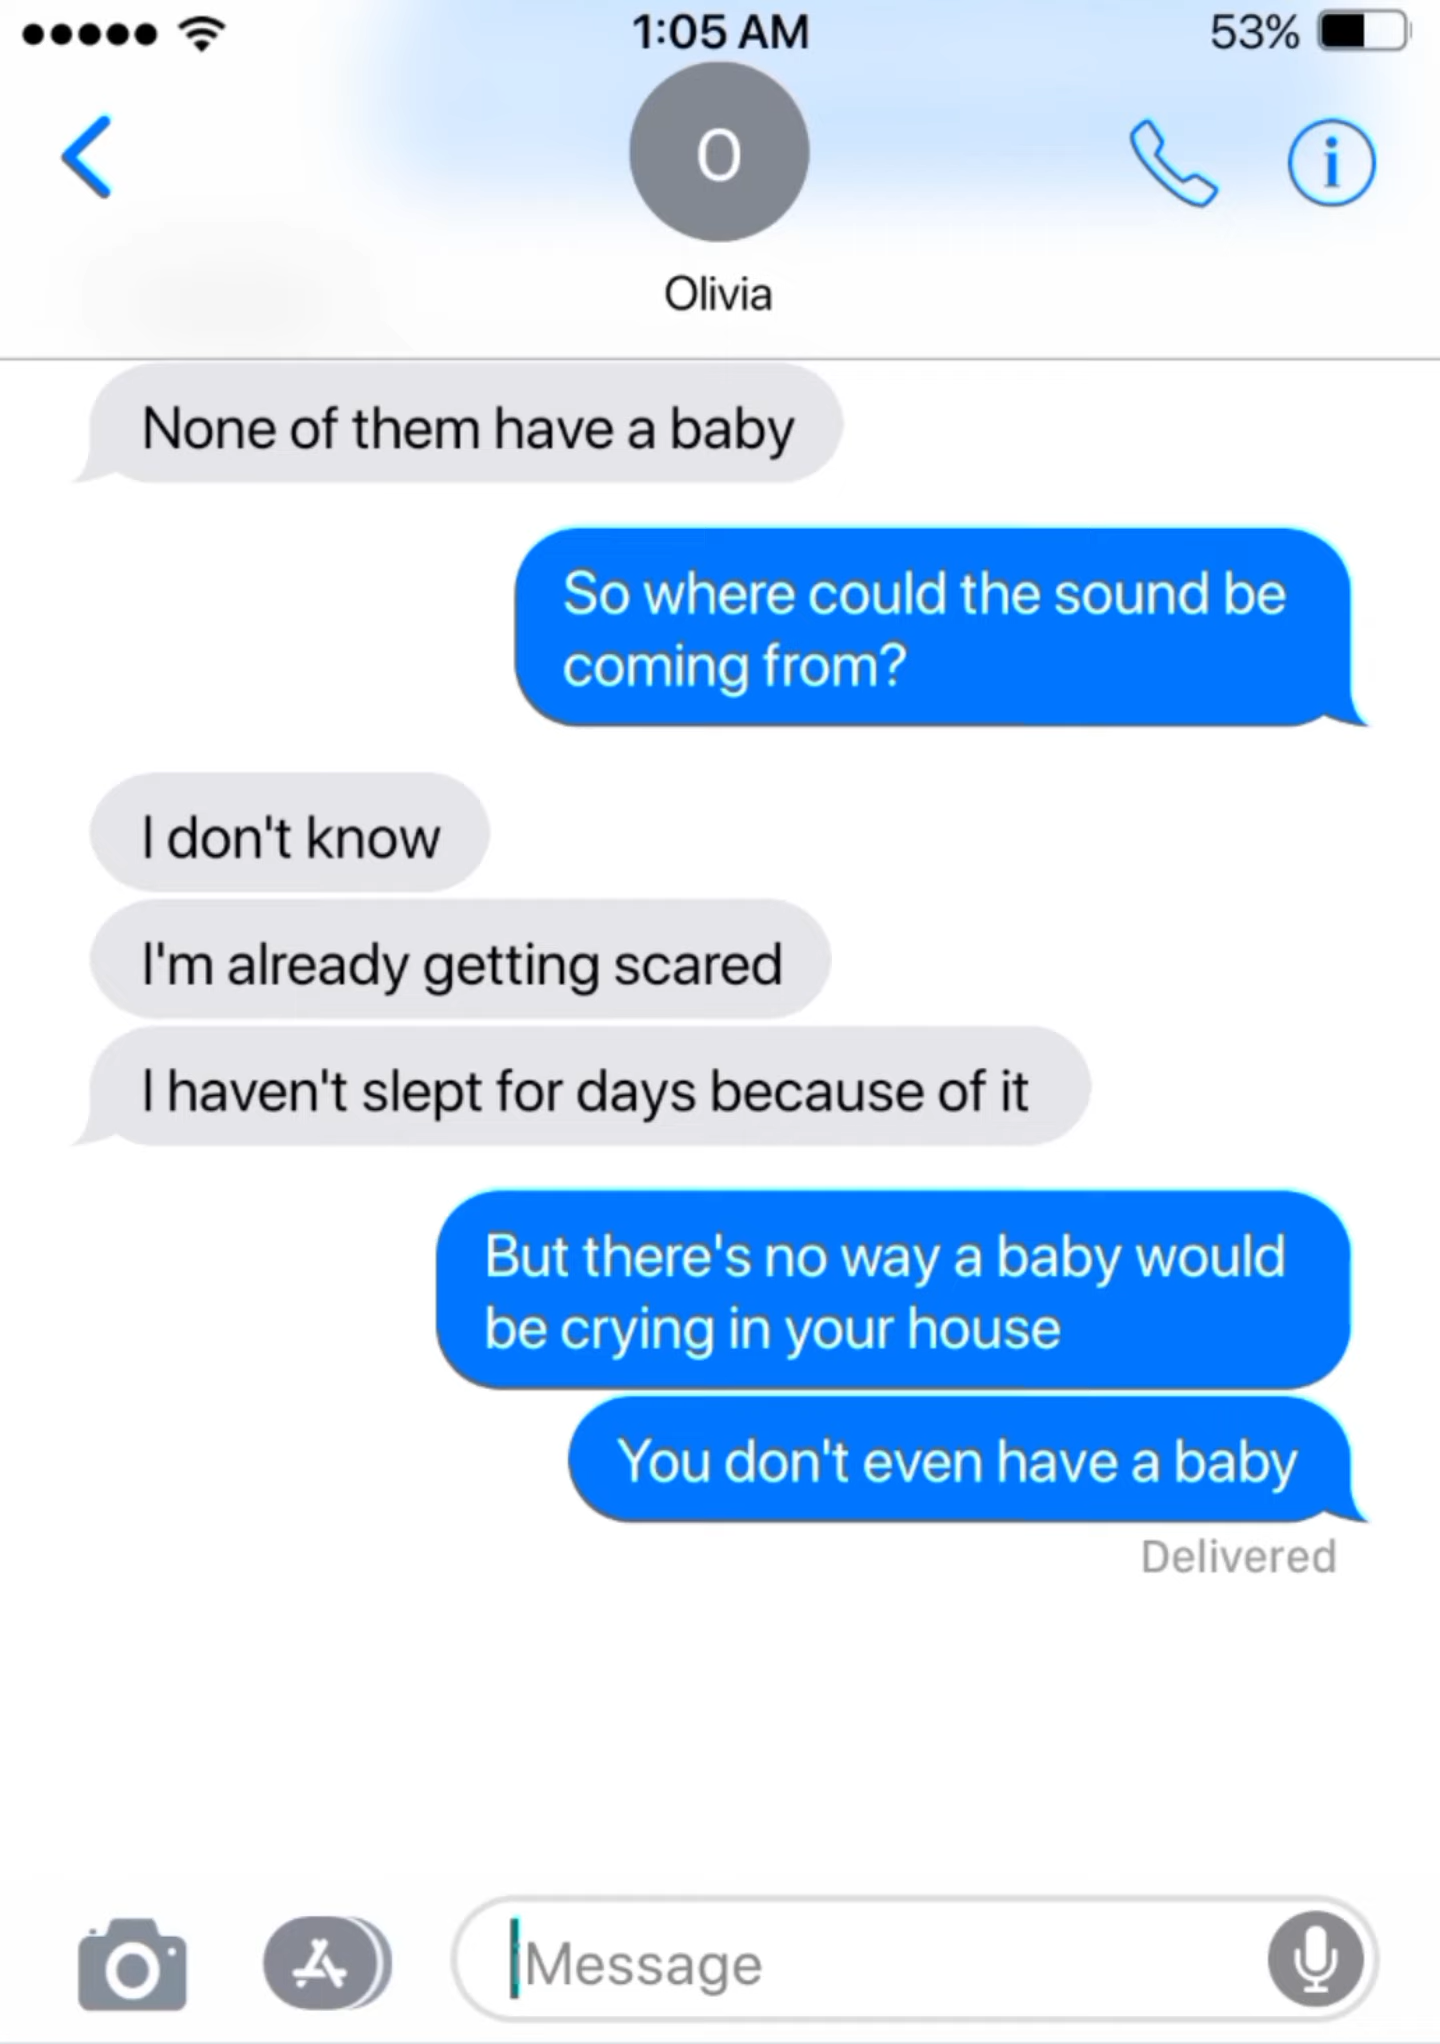 1:05 AM
53%
O
Olivia
None of them have a baby
So where could the sound be
coming from?
I don't know
I'm already getting scared
I haven't slept for days because of it
But there's no way a baby would
be crying in your house
You don't even have a baby
Delivered
Message